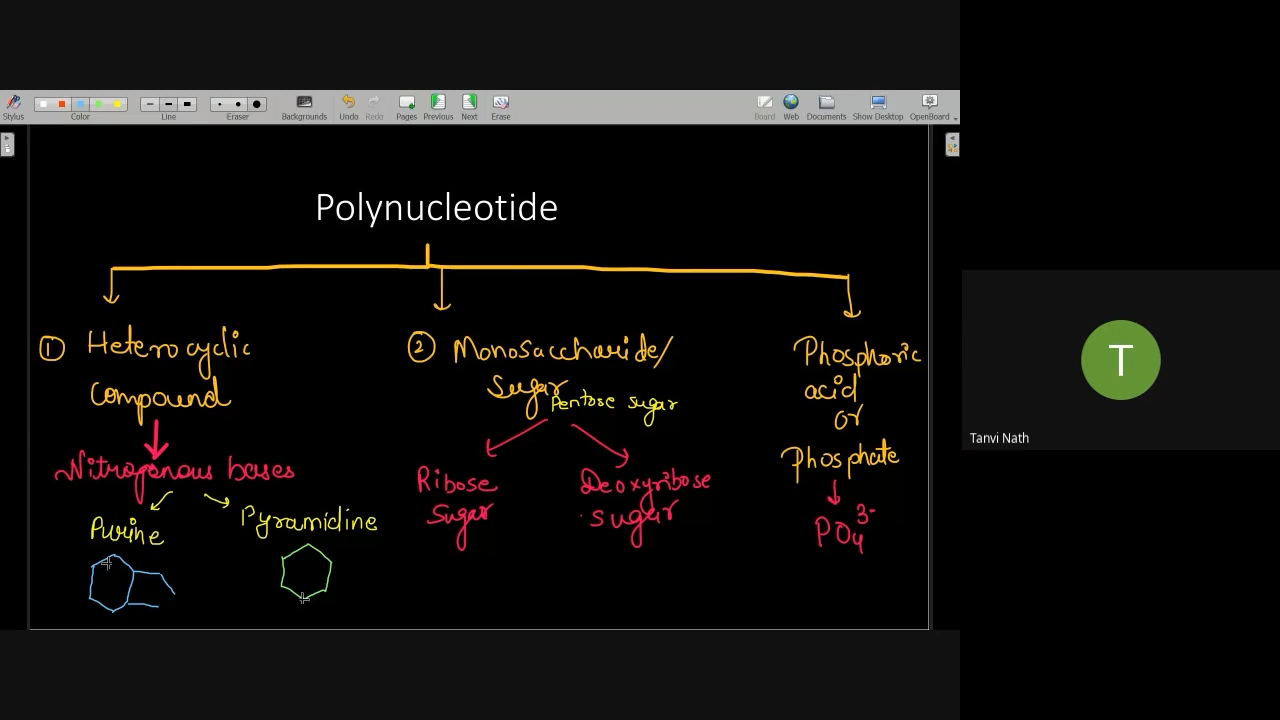 Stylus
Color
Line
Eraser
Backgrounds
Undo
Redo
Pages
Previous
Next
Erase
Board
Web
Documents
Show Desktop
OpenBoard
Polynucleotide
① Heterocyclic
compound
Nitrogenous bases
Purine
Pyramidine
② Monosaccharide/
Sugar
Pentose sugar
Ribose
Sugar
Deoxyribose
sugar
Phosphoric
acid
or
Phosphate
PO₄³⁻
T
Tanvi Nath